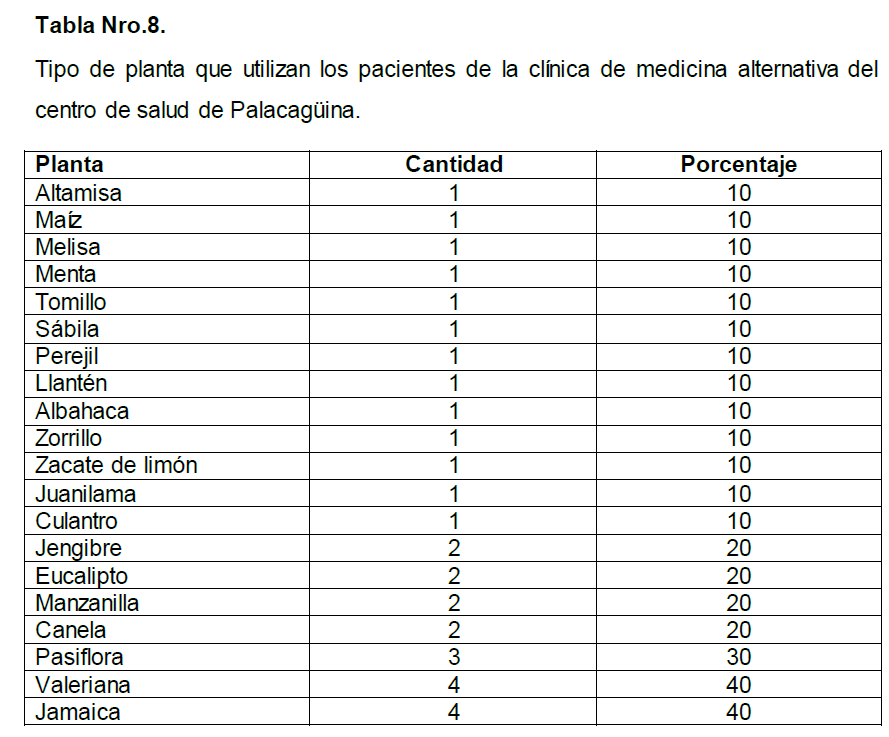 Tabla Nro.8.
Tipo de planta que utilizan los pacientes de la clínica de medicina alternativa del
centro de salud de Palacagüina.
Planta Cantidad Porcentaje
Altamisa 1 10
Maíz 1 10
Melisa 1 10
Menta 1 10
Tomillo 1 10
Sábila 1 10
Perejil 1 10
Llantén 1 10
Albahaca 1 10
Zorrillo 1 10
Zacate de limón 1 10
Juanilama 1 10
Culantro 1 10
Jengibre 2 20
Eucalipto 2 20
Manzanilla 2 20
Canela 2 20
Pasiflora 3 30
Valeriana 4 40
Jamaica 4 40